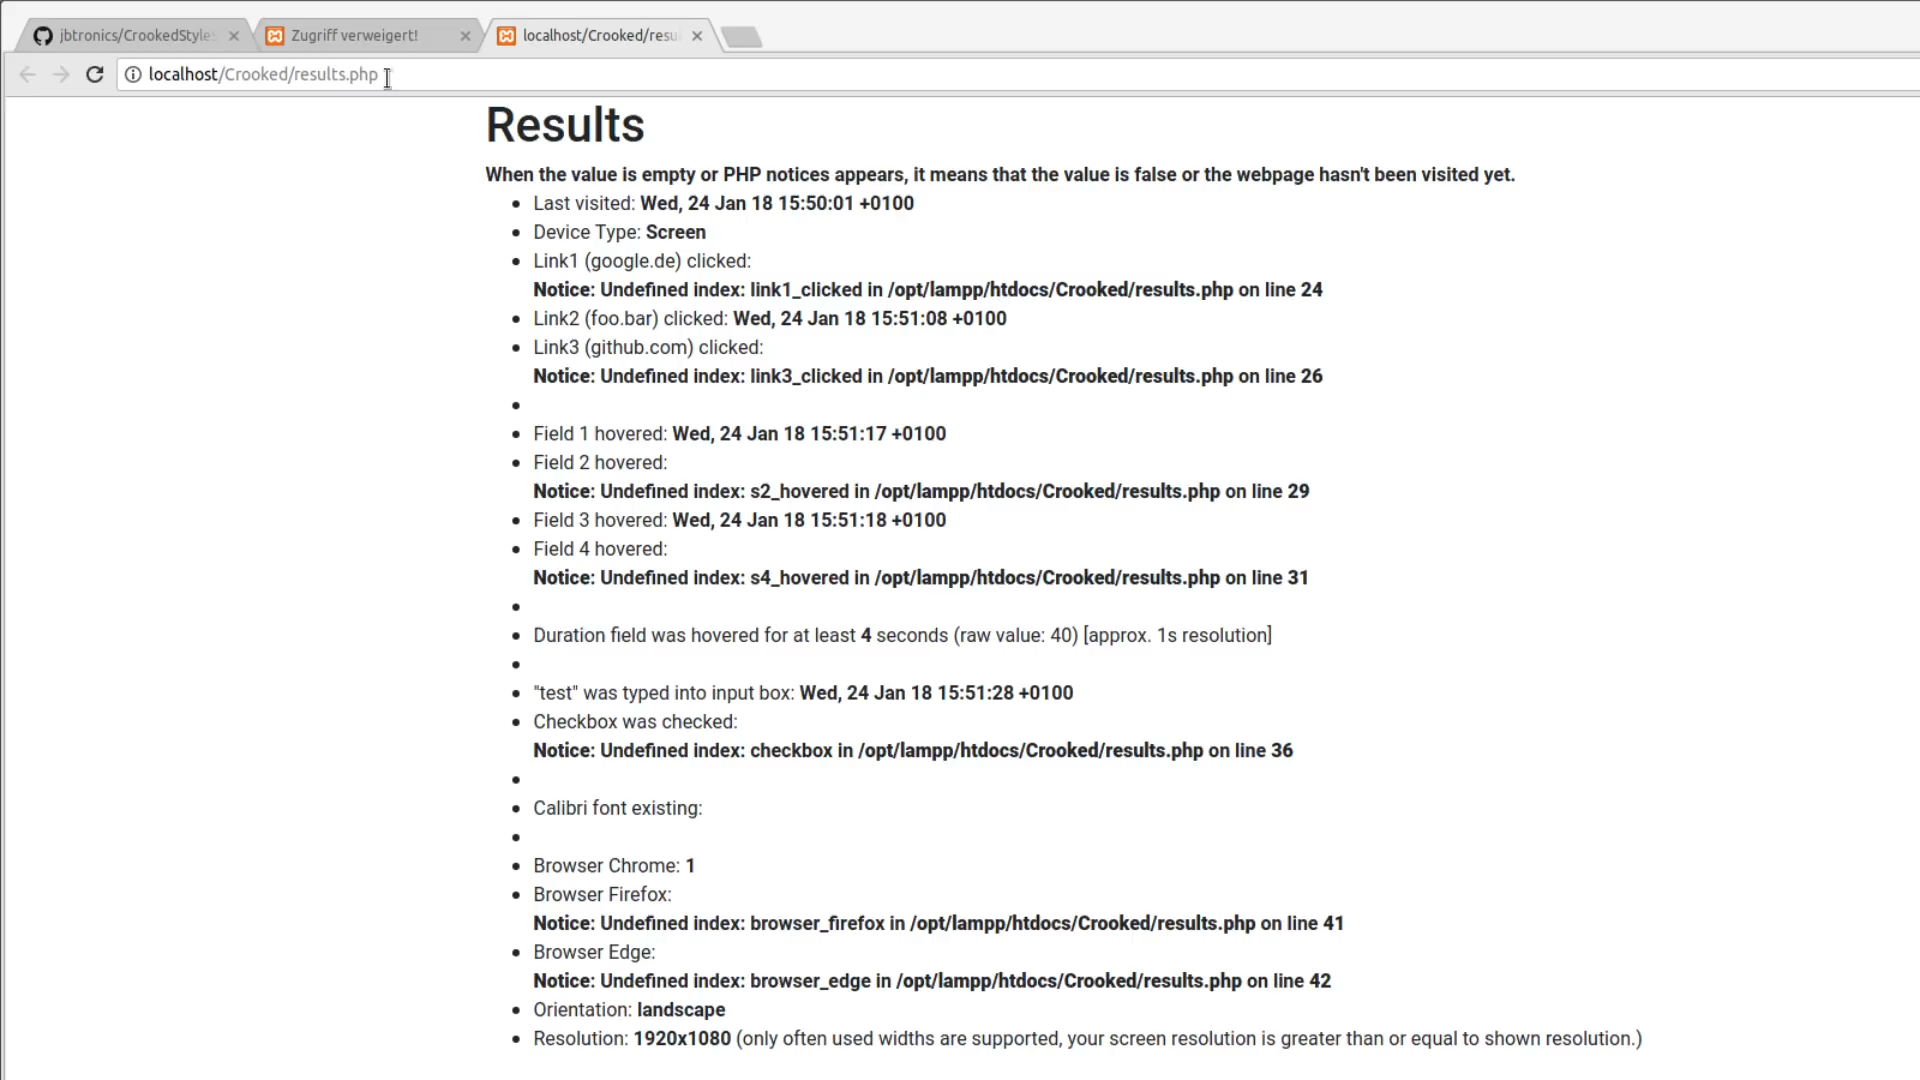 jbtronics/CrookedStyles
Zugriff verweigert!
localhost/Crooked/resu
localhost/Crooked/results.php
Results
When the value is empty or PHP notices appears, it means that the value is false or the webpage hasn't been visited yet.
Last visited: Wed, 24 Jan 18 15:50:01 +0100
Device Type: Screen
Link1 (google.de) clicked:
Notice: Undefined index: link1_clicked in /opt/lampp/htdocs/Crooked/results.php on line 24
Link2 (foo.bar) clicked: Wed, 24 Jan 18 15:51:08 +0100
Link3 (github.com) clicked:
Notice: Undefined index: link3_clicked in /opt/lampp/htdocs/Crooked/results.php on line 26
Field 1 hovered: Wed, 24 Jan 18 15:51:17 +0100
Field 2 hovered:
Notice: Undefined index: s2_hovered in /opt/lampp/htdocs/Crooked/results.php on line 29
Field 3 hovered: Wed, 24 Jan 18 15:51:18 +0100
Field 4 hovered:
Notice: Undefined index: s4_hovered in /opt/lampp/htdocs/Crooked/results.php on line 31
Duration field was hovered for at least 4 seconds (raw value: 40) [approx. 1s resolution]
"test" was typed into input box: Wed, 24 Jan 18 15:51:28 +0100
Checkbox was checked:
Notice: Undefined index: checkbox in /opt/lampp/htdocs/Crooked/results.php on line 36
Calibri font existing:
Browser Chrome: 1
Browser Firefox:
Notice: Undefined index: browser_firefox in /opt/lampp/htdocs/Crooked/results.php on line 41
Browser Edge:
Notice: Undefined index: browser_edge in /opt/lampp/htdocs/Crooked/results.php on line 42
Orientation: landscape
Resolution: 1920x1080 (only often used widths are supported, your screen resolution is greater than or equal to shown resolution.)